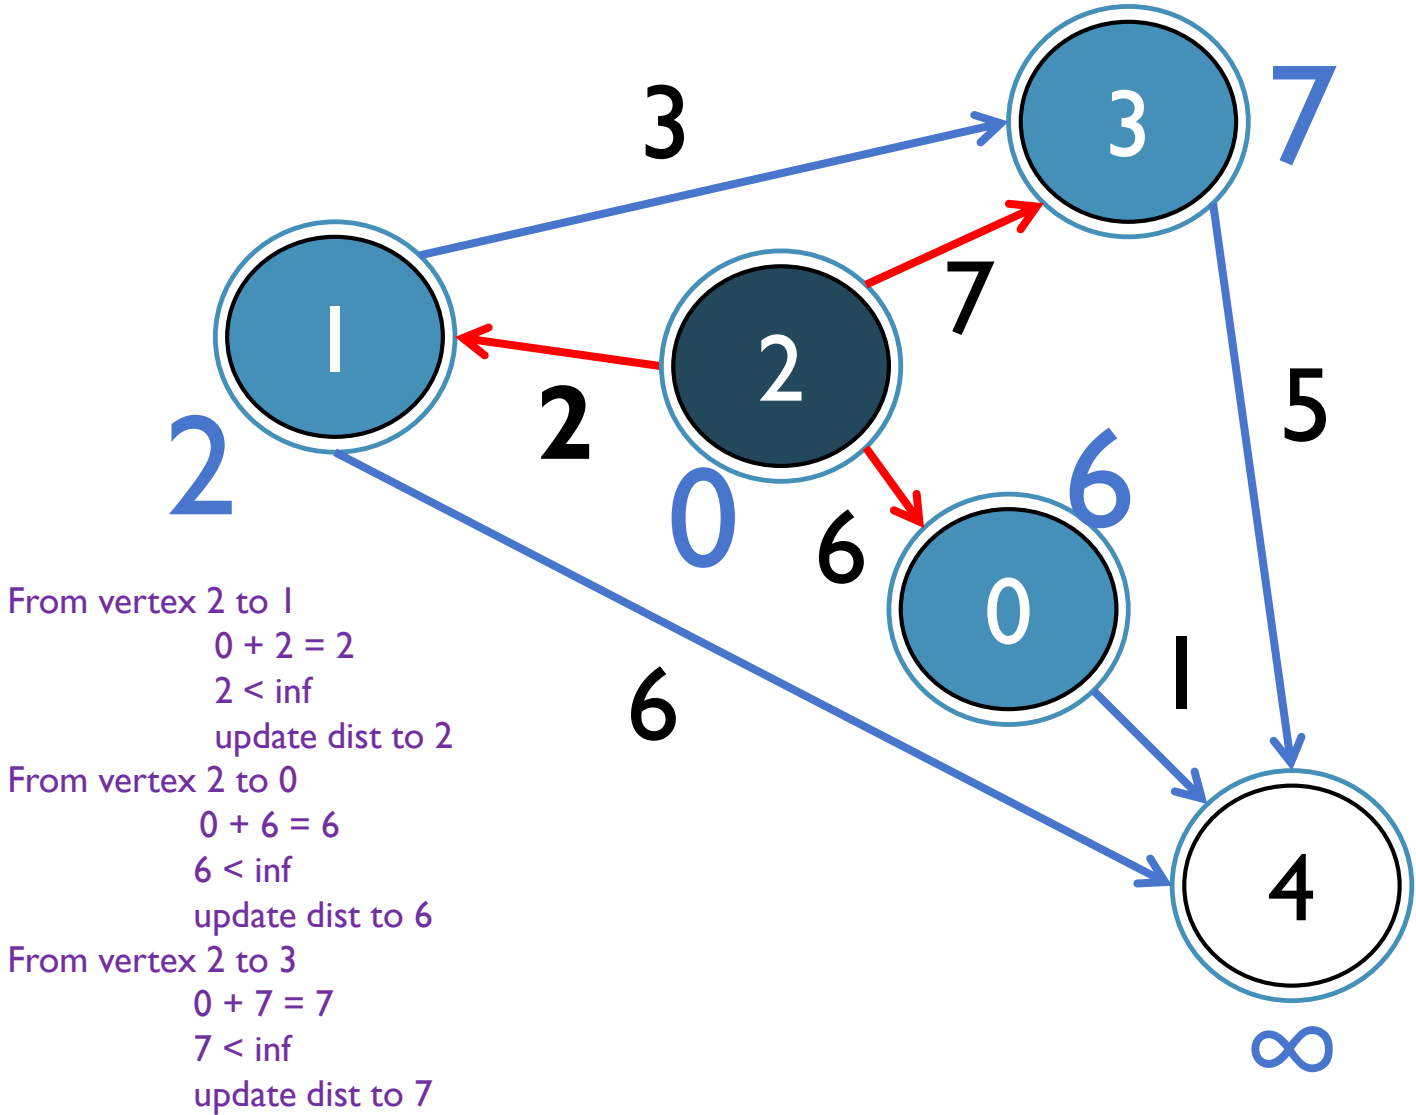 3
3
7
1
2
7
5
2
2
0
6
6
0
1
6
4
∞
From vertex 2 to 1
0 + 2 = 2
2 < inf
update dist to 2
From vertex 2 to 0
0 + 6 = 6
6 < inf
update dist to 6
From vertex 2 to 3
0 + 7 = 7
7 < inf
update dist to 7